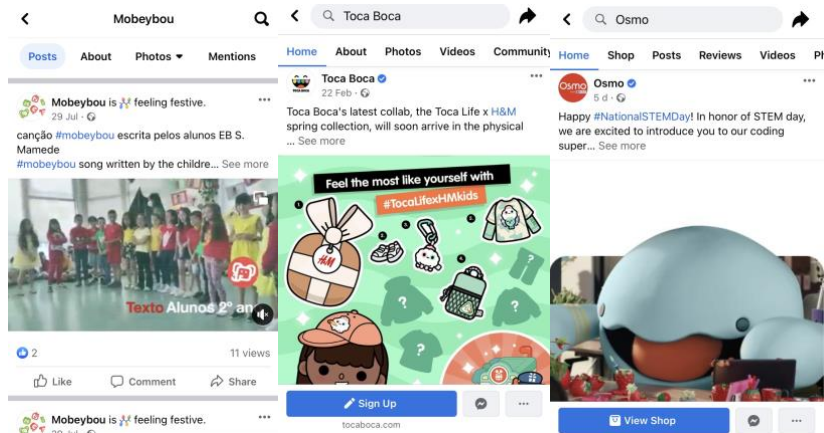 Mobeybou
Posts About Photos Mentions
Mobeybou is feeling festive.
29 Jul
canção #mobeybou escrita pelos alunos EB S.
Mamede
#mobeybou song written by the childre... See more
Texto Alunos 2º an
2
11 views
Like Comment Share
Mobeybou is feeling festive.
Toca Boca
Home About Photos Videos Community
Toca Boca
22 Feb
Toca Boca's latest collab, the Toca Life x H&M
spring collection, will soon arrive in the physical
... See more
Feel the most like yourself with
#TocaLifexHMkids
H&M
Sign Up
tocaboca.com
Osmo
Home Shop Posts Reviews Videos
Osmo
Osmo
5 d
Happy #NationalSTEMDay! In honor of STEM day,
we are excited to introduce you to our coding
super... See more
View Shop